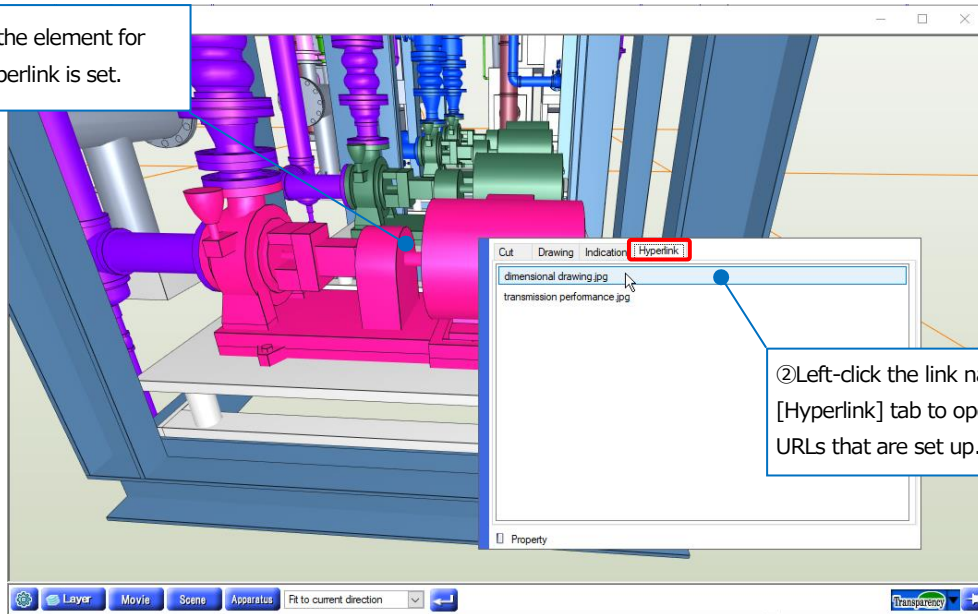 the element for
perlink is set.
Cut Drawing Indication Hyperlink
dimensional drawing.jpg
transmission performance.jpg
②Left-click the link na
[Hyperlink] tab to op
URLs that are set up.
Property
Layer Movie Scene Apparatus Fit to current direction Transparency